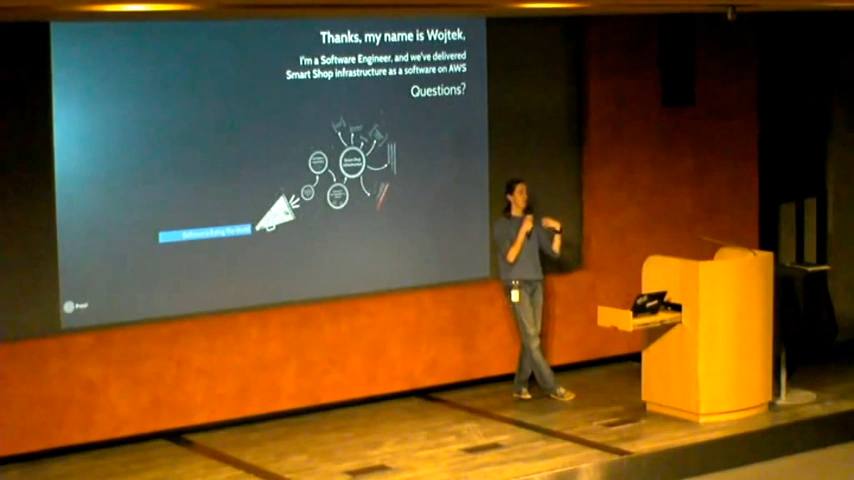 Thanks, my name is Wojtek,
I'm a Software Engineer, and we've delivered
Smart Shop infrastructure as a software on AWS
Questions?
Prezi